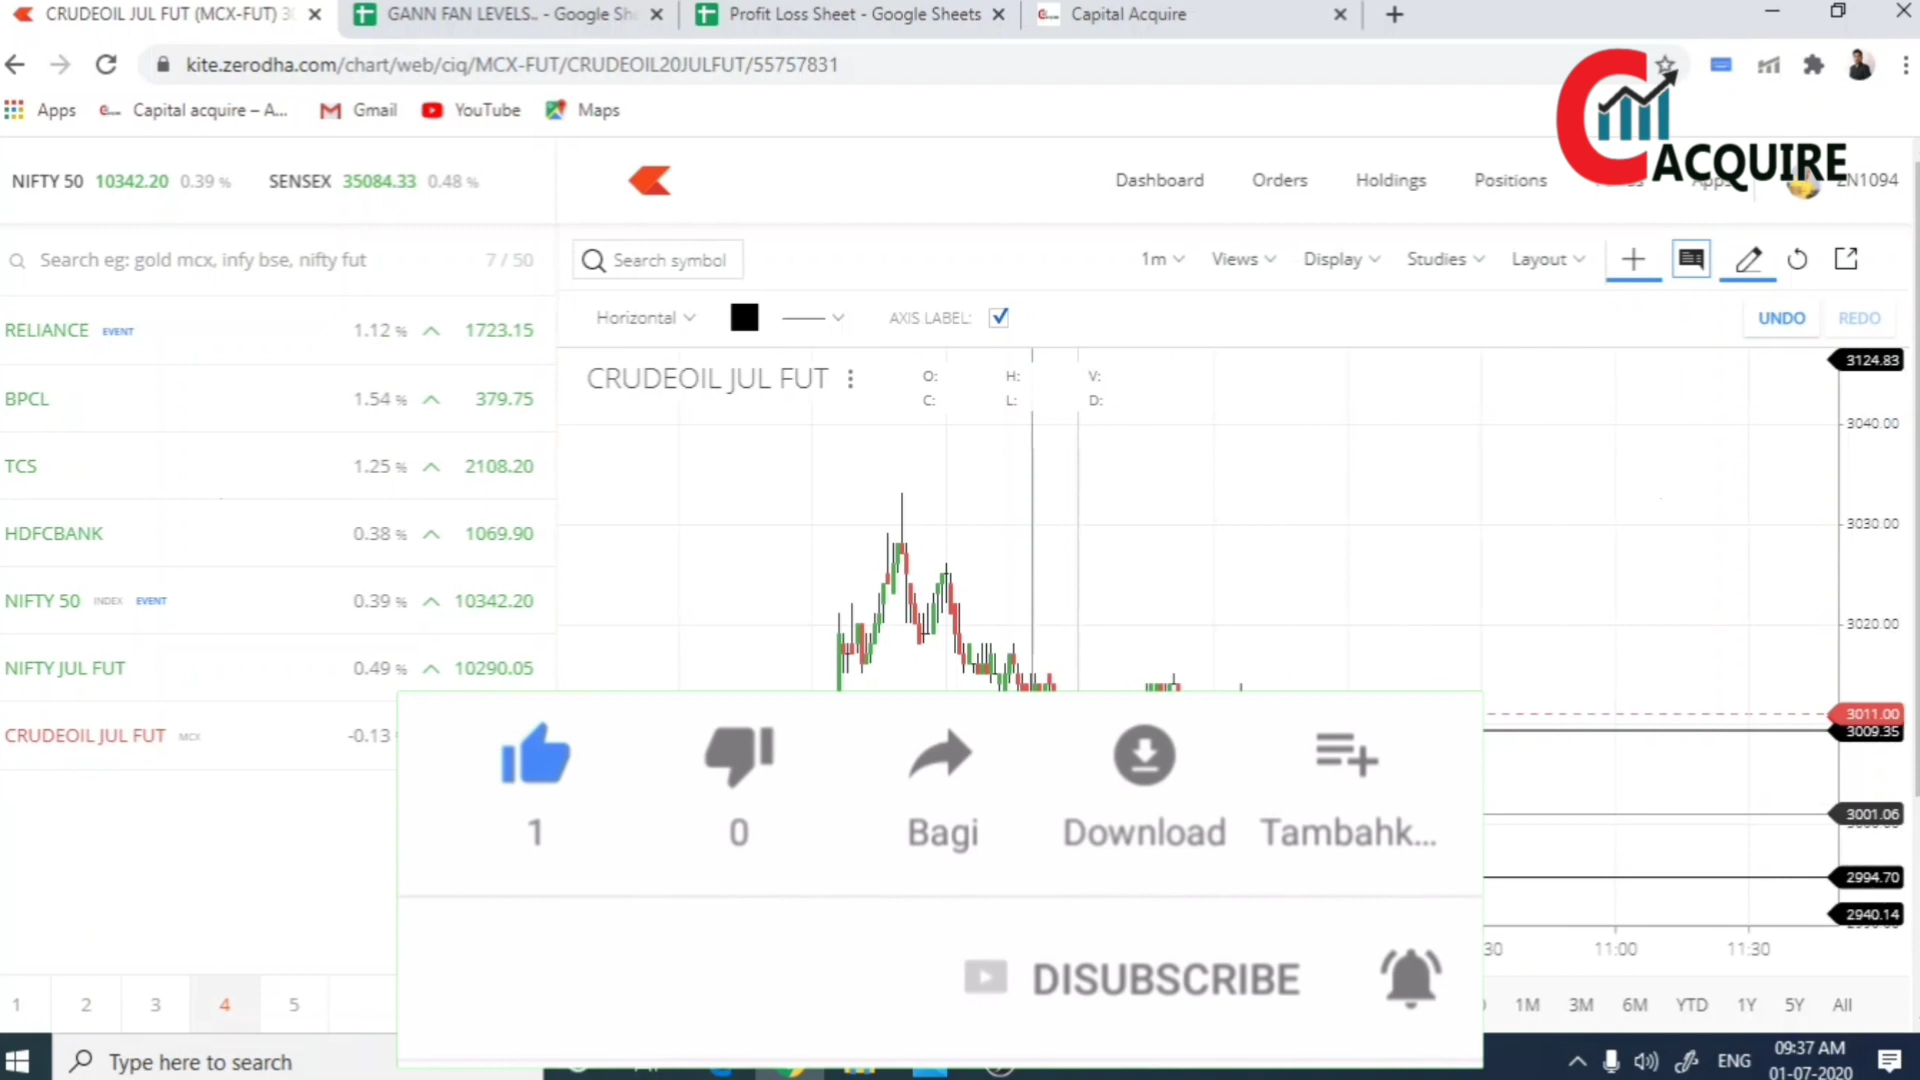 CRUDEOIL JUL FUT (MCX-FUT) 3
GANN FAN LEVELS.. - Google She
Profit Loss Sheet - Google Sheets
Capital Acquire
kite.zerodha.com/chart/web/ciq/MCX-FUT/CRUDEOIL20JULFUT/55757831
Apps
Capital acquire – A...
Gmail
YouTube
Maps
ACQUIRE
NIFTY 50 10342.20 0.39 %
SENSEX 35084.33 0.48 %
Dashboard
Orders
Holdings
Positions
Apps
ZN1094
Search eg: gold mcx, infy bse, nifty fut
7 / 50
Search symbol
1m
Views
Display
Studies
Layout
Horizontal
AXIS LABEL:
UNDO
REDO
RELIANCE EVENT 1.12 % 1723.15
BPCL 1.54 % 379.75
TCS 1.25 % 2108.20
HDFCBANK 0.38 % 1069.90
NIFTY 50 INDEX EVENT 0.39 % 10342.20
NIFTY JUL FUT 0.49 % 10290.05
CRUDEOIL JUL FUT MCX -0.13
CRUDEOIL JUL FUT
O: H: V:
C: L: D:
3124.83
3040.00
3030.00
3020.00
3011.00
3009.35
3001.06
2994.70
2940.14
30
11:00
11:30
1
0
Bagi
Download
Tambahk...
DISUBSCRIBE
1 2 3 4 5
1M 3M 6M YTD 1Y 5Y All
Type here to search
ENG
09:37 AM
01-07-2020